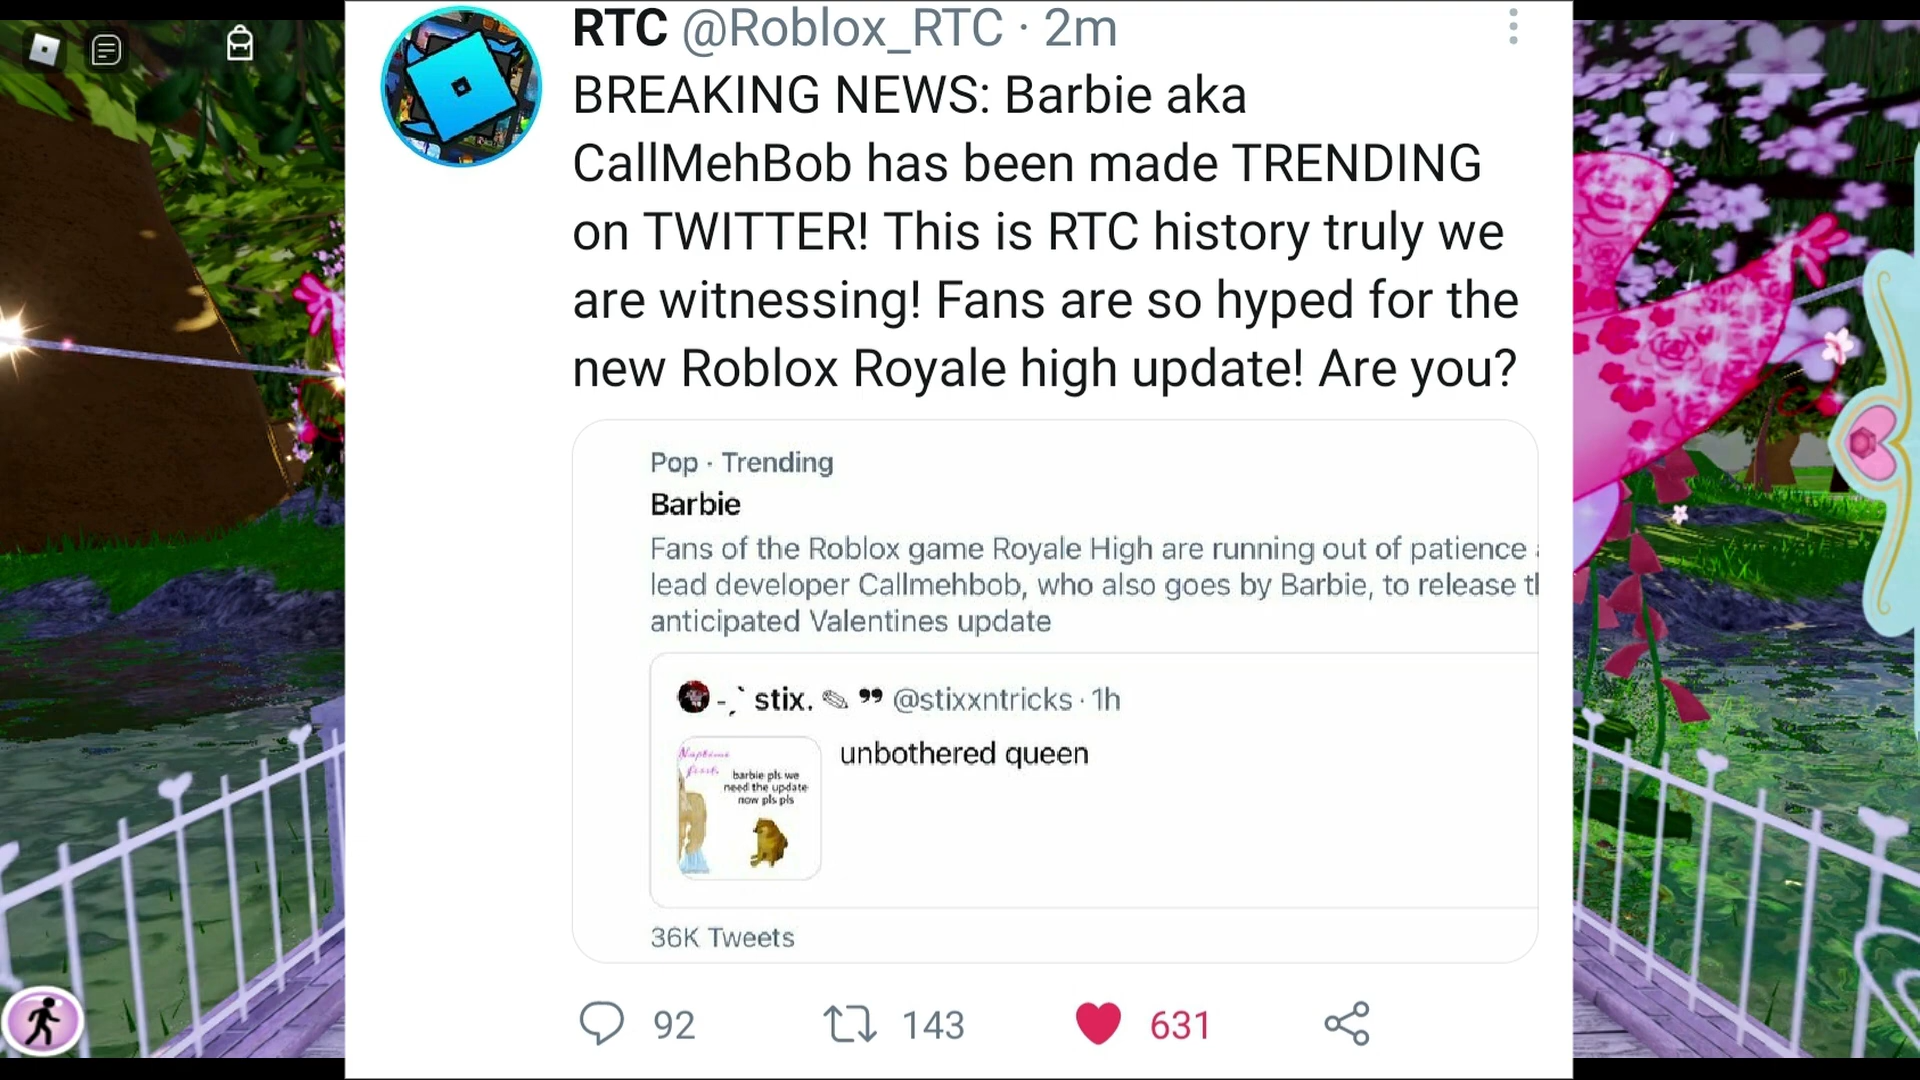 RTC @Roblox_RTC · 2m
BREAKING NEWS: Barbie aka
CallMehBob has been made TRENDING
on TWITTER! This is RTC history truly we
are witnessing! Fans are so hyped for the
new Roblox Royale high update! Are you?
Pop · Trending
Barbie
Fans of the Roblox game Royale High are running out of patience
lead developer Callmehbob, who also goes by Barbie, to release
anticipated Valentines update
-ˏˋ stix. ✎ ❞ @stixxntricks · 1h
unbothered queen
barbie pls we
need the update
now pls pls
36K Tweets
92 143 631